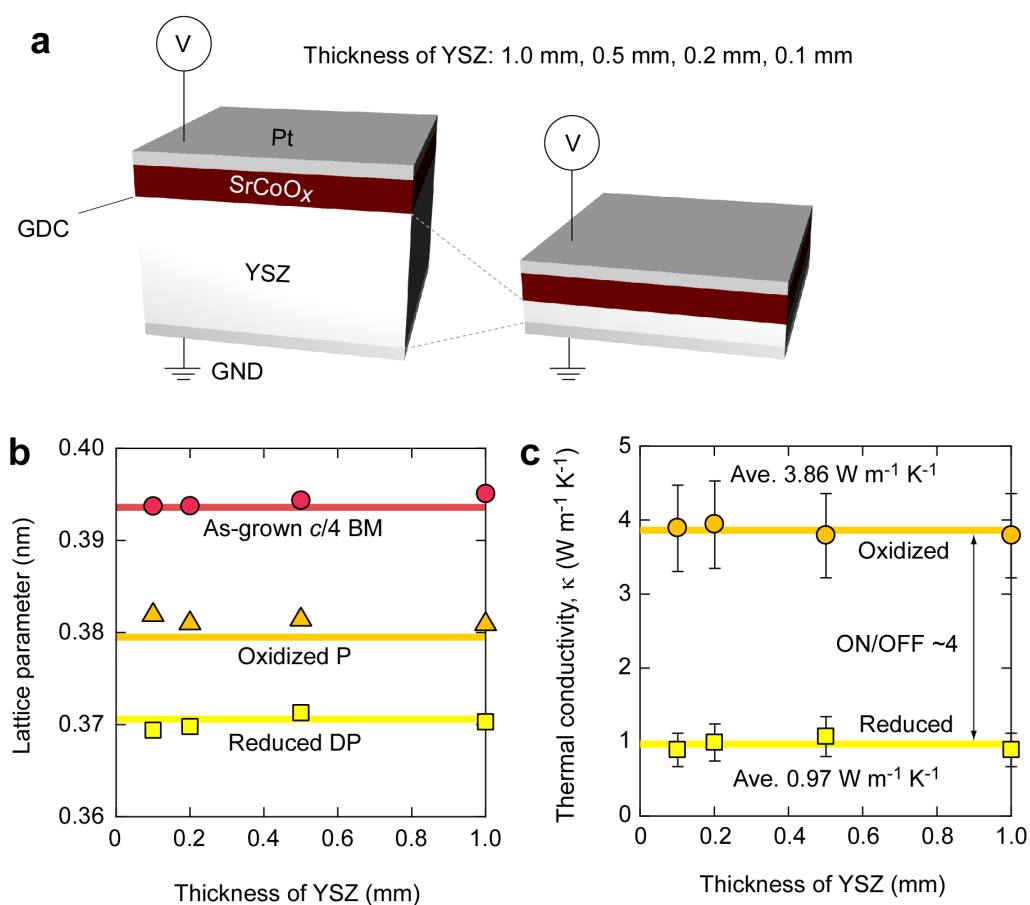 a
V
Thickness of YSZ: 1.0 mm, 0.5 mm, 0.2 mm, 0.1 mm
Pt
SrCoOx
GDC
YSZ
GND
V
b
0.40
0.39
0.38
0.37
0.36
Lattice parameter (nm)
As-grown c/4 BM
Oxidized P
Reduced DP
0 0.2 0.4 0.6 0.8 1.0
Thickness of YSZ (mm)
c
5
4
3
2
1
0
Thermal conductivity, κ (W m-1 K-1)
Ave. 3.86 W m-1 K-1
Oxidized
ON/OFF ~4
Reduced
Ave. 0.97 W m-1 K-1
0 0.2 0.4 0.6 0.8 1.0
Thickness of YSZ (mm)